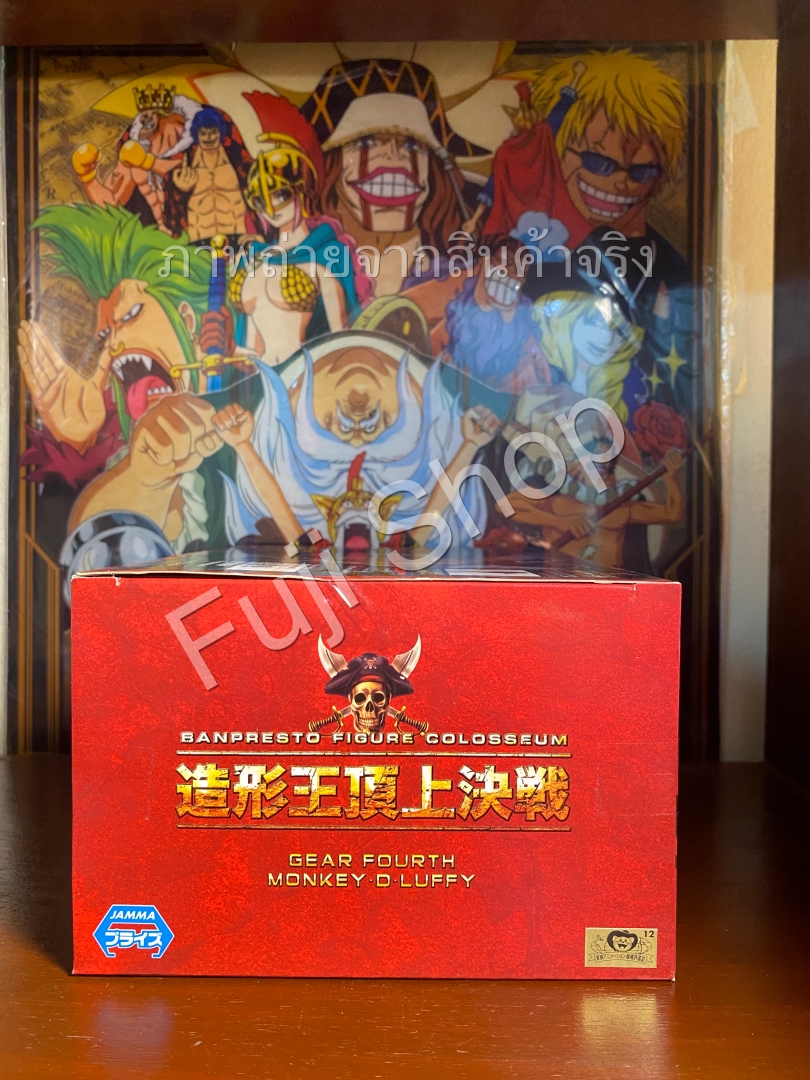 ภาพถ่ายจากสินค้าจริง
Fuji Shop
BANPRESTO FIGURE COLOSSEUM
造形王頂上決戦
GEAR FOURTH
MONKEY·D·LUFFY
JAMMA
プライズ
12